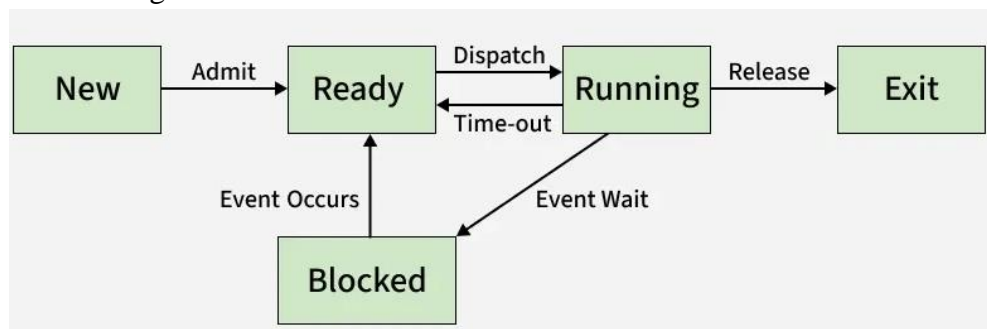 New
Admit
Ready
Dispatch
Time-out
Running
Release
Exit
Event Occurs
Event Wait
Blocked